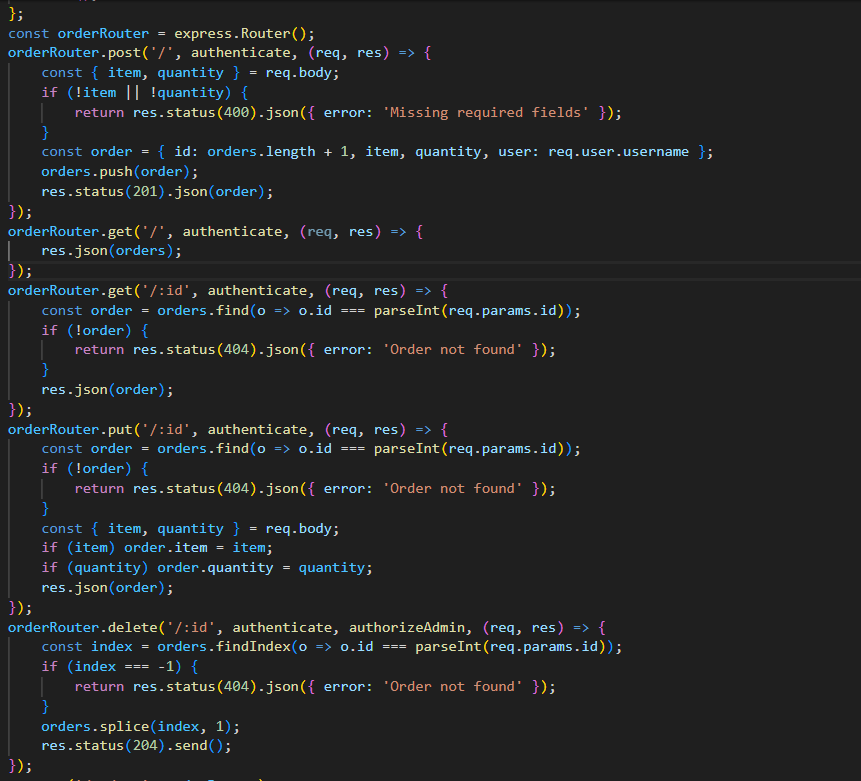 };
const orderRouter = express.Router();
orderRouter.post('/', authenticate, (req, res) => {
    const { item, quantity } = req.body;
    if (!item || !quantity) {
        return res.status(400).json({ error: 'Missing required fields' });
    }
    const order = { id: orders.length + 1, item, quantity, user: req.user.username };
    orders.push(order);
    res.status(201).json(order);
});
orderRouter.get('/', authenticate, (req, res) => {
    res.json(orders);
});
orderRouter.get('/:id', authenticate, (req, res) => {
    const order = orders.find(o => o.id === parseInt(req.params.id));
    if (!order) {
        return res.status(404).json({ error: 'Order not found' });
    }
    res.json(order);
});
orderRouter.put('/:id', authenticate, (req, res) => {
    const order = orders.find(o => o.id === parseInt(req.params.id));
    if (!order) {
        return res.status(404).json({ error: 'Order not found' });
    }
    const { item, quantity } = req.body;
    if (item) order.item = item;
    if (quantity) order.quantity = quantity;
    res.json(order);
});
orderRouter.delete('/:id', authenticate, authorizeAdmin, (req, res) => {
    const index = orders.findIndex(o => o.id === parseInt(req.params.id));
    if (index === -1) {
        return res.status(404).json({ error: 'Order not found' });
    }
    orders.splice(index, 1);
    res.status(204).send();
});